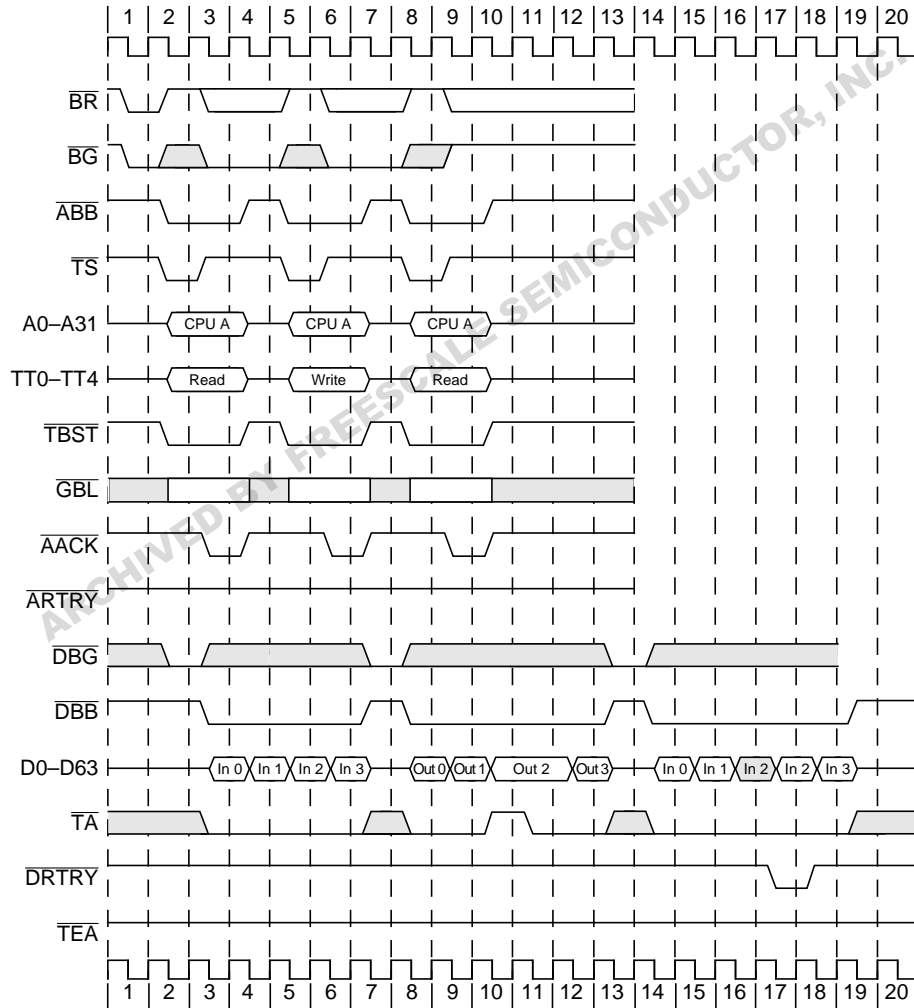 1 2 3 4 5 6 7 8 9 10 11 12 13 14 15 16 17 18 19 20
BR
BG
ABB
TS
A0–A31 CPU A CPU A CPU A
TT0–TT4 Read Write Read
TBST
GBL
AACK
ARTRY
DBG
DBB
D0–D63 In 0 In 1 In 2 In 3 Out 0 Out 1 Out 2 Out 3 In 0 In 1 In 2 In 2 In 3
TA
DRTRY
TEA
1 2 3 4 5 6 7 8 9 10 11 12 13 14 15 16 17 18 19 20
ARCHIVED BY FREESCALE SEMICONDUCTOR, INC.